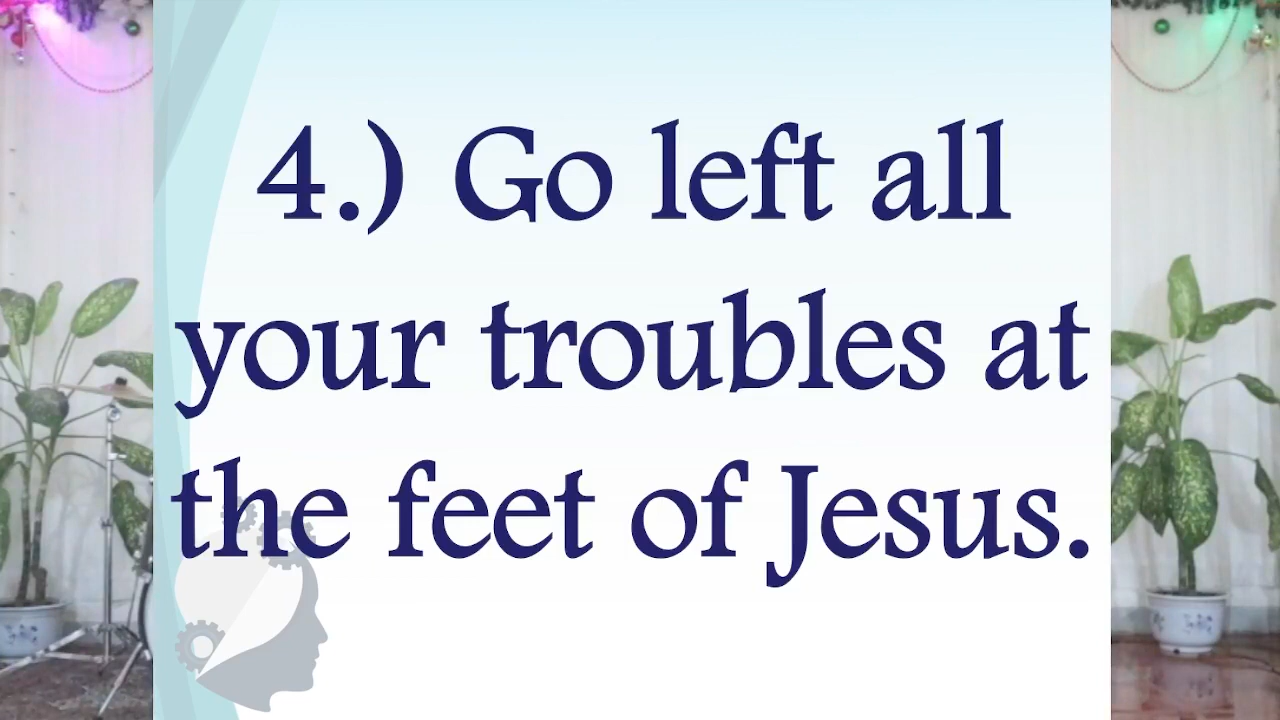 4.) Go left all
your troubles at
the feet of Jesus.